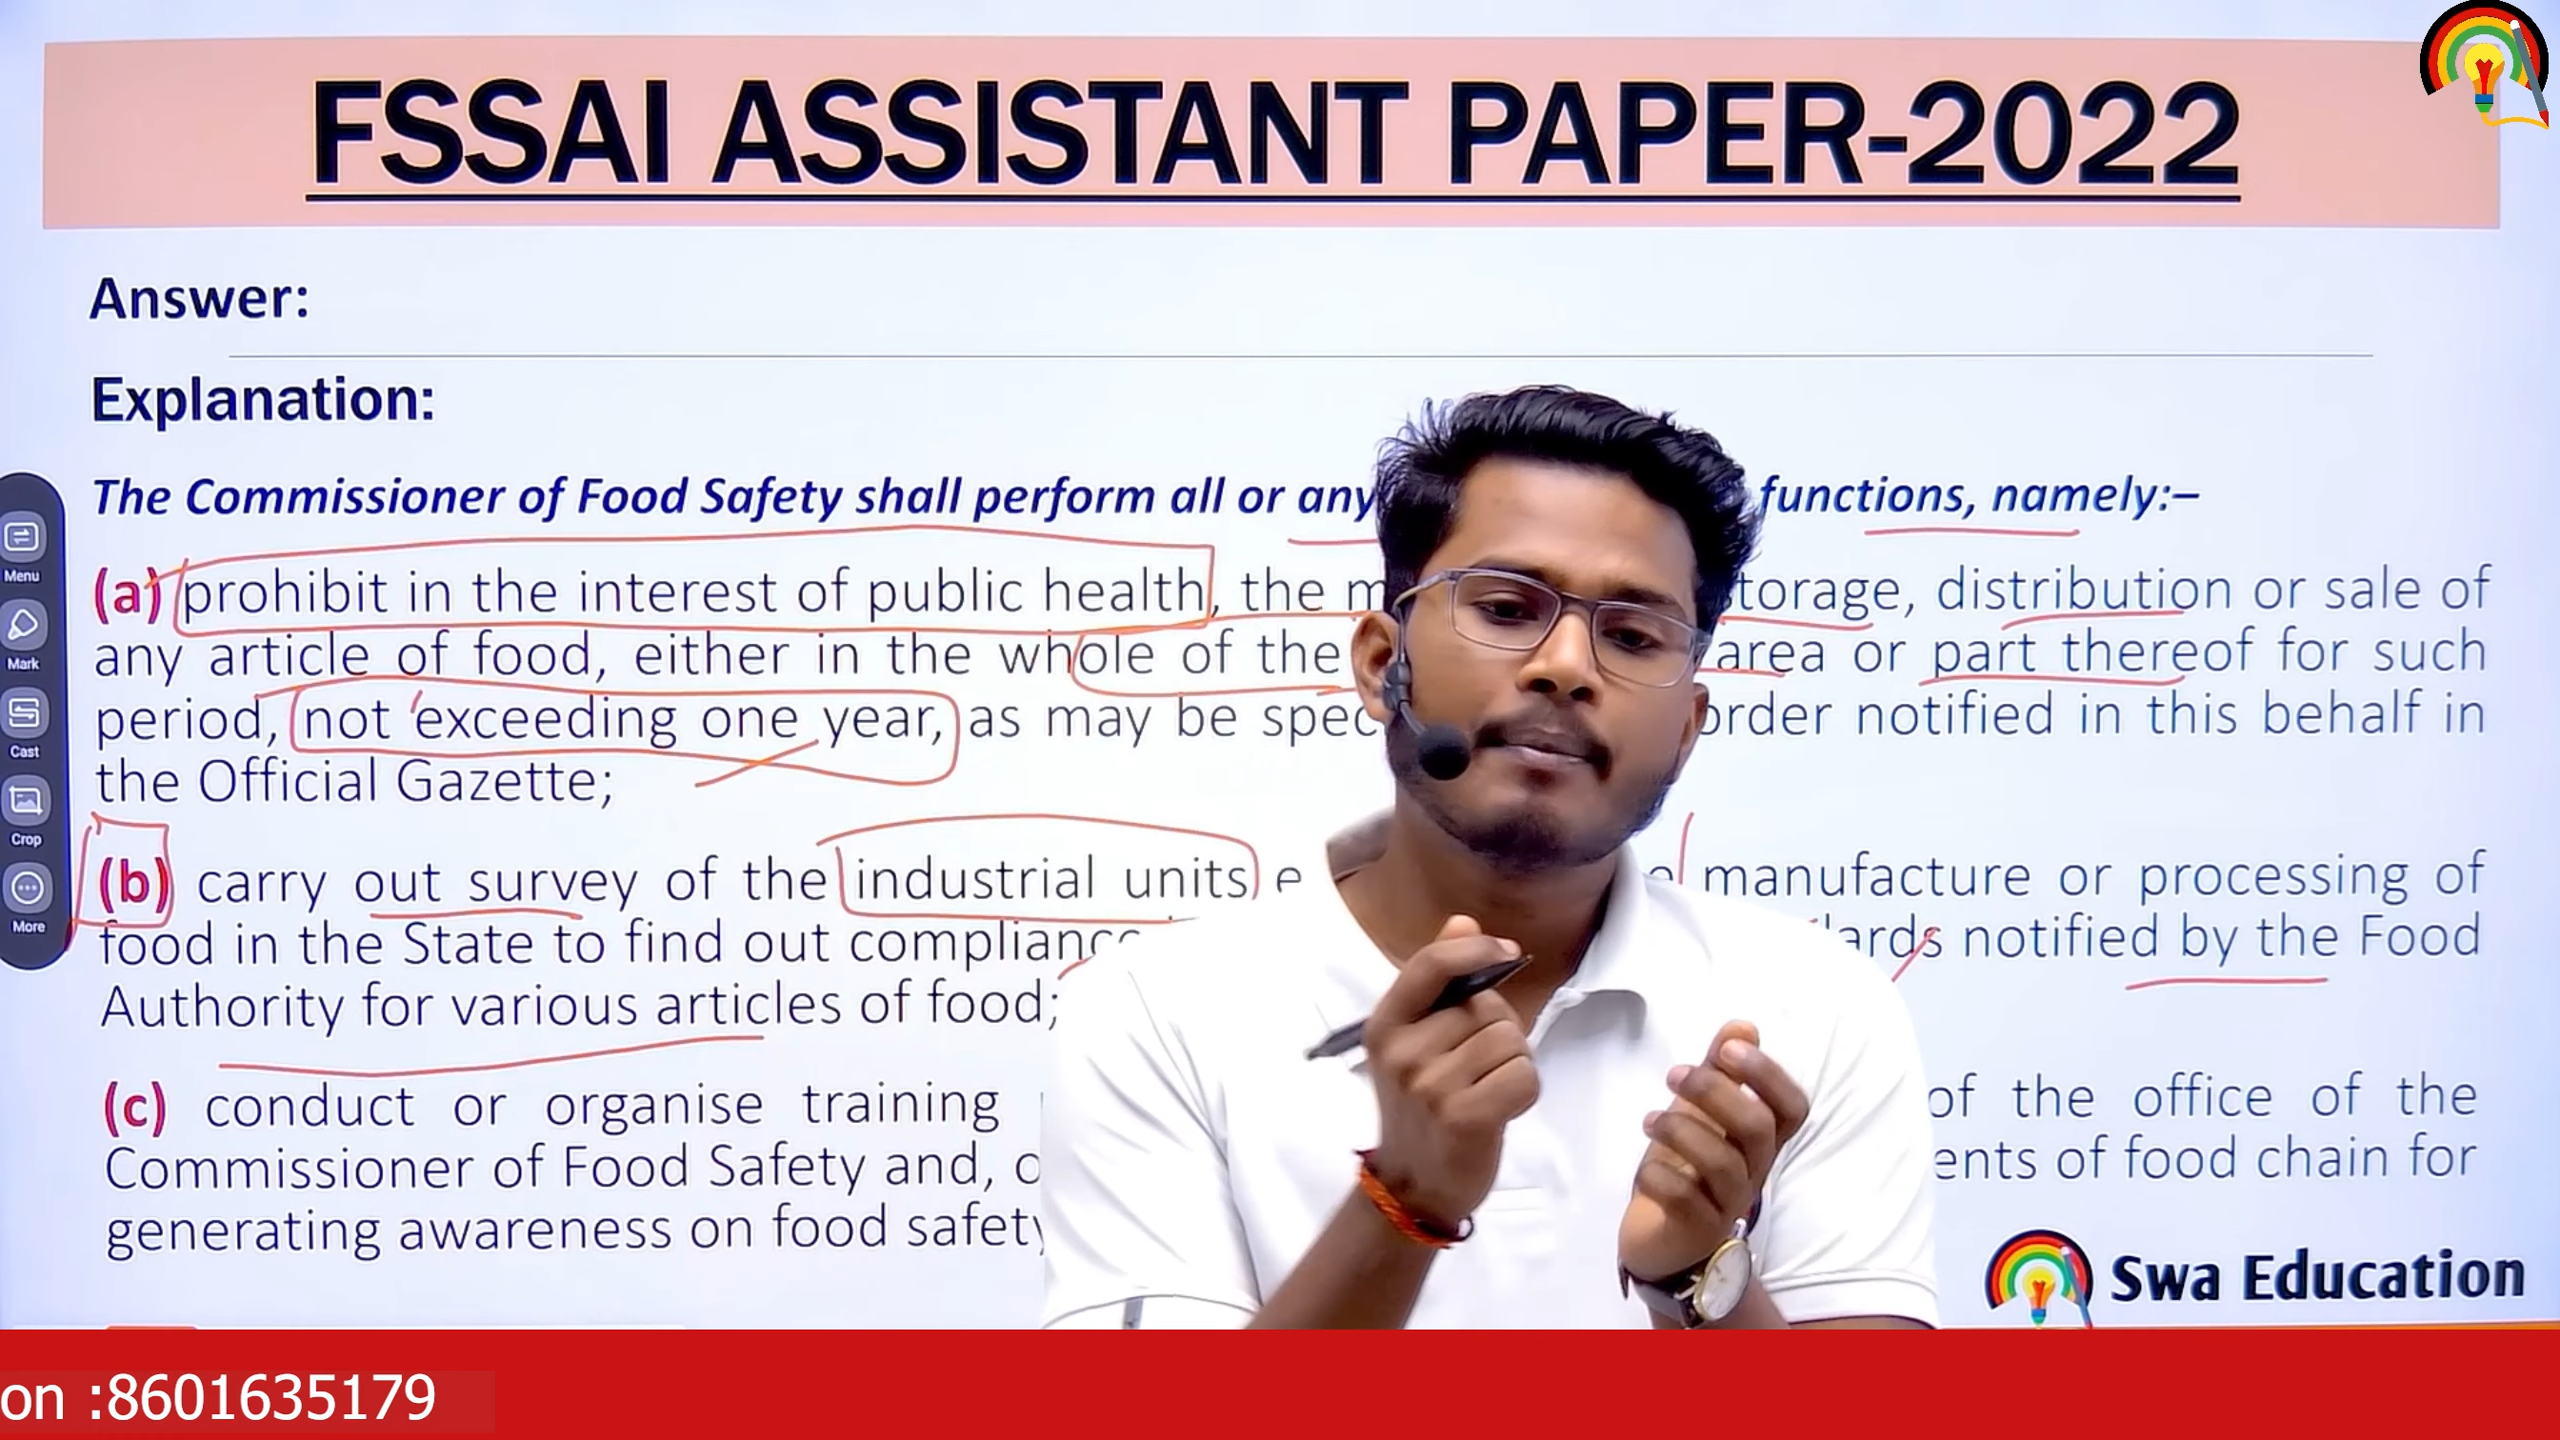 FSSAI ASSISTANT PAPER-2022
Answer:
Explanation:
The Commissioner of Food Safety shall perform all or any functions, namely:–
(a) prohibit in the interest of public health, the storage, distribution or sale of
any article of food, either in the whole of the area or part thereof for such
period, not exceeding one year, as may be order notified in this behalf in
the Official Gazette;
(b) carry out survey of the industrial units manufacture or processing of
food in the State to find out notified by the Food
Authority for various articles of food;
(c) conduct or organise training of the office of the
Commissioner of Food Safety and, of food chain for
generating awareness on food safety
Menu
Mark
Cast
Crop
More
Swa Education
on :8601635179